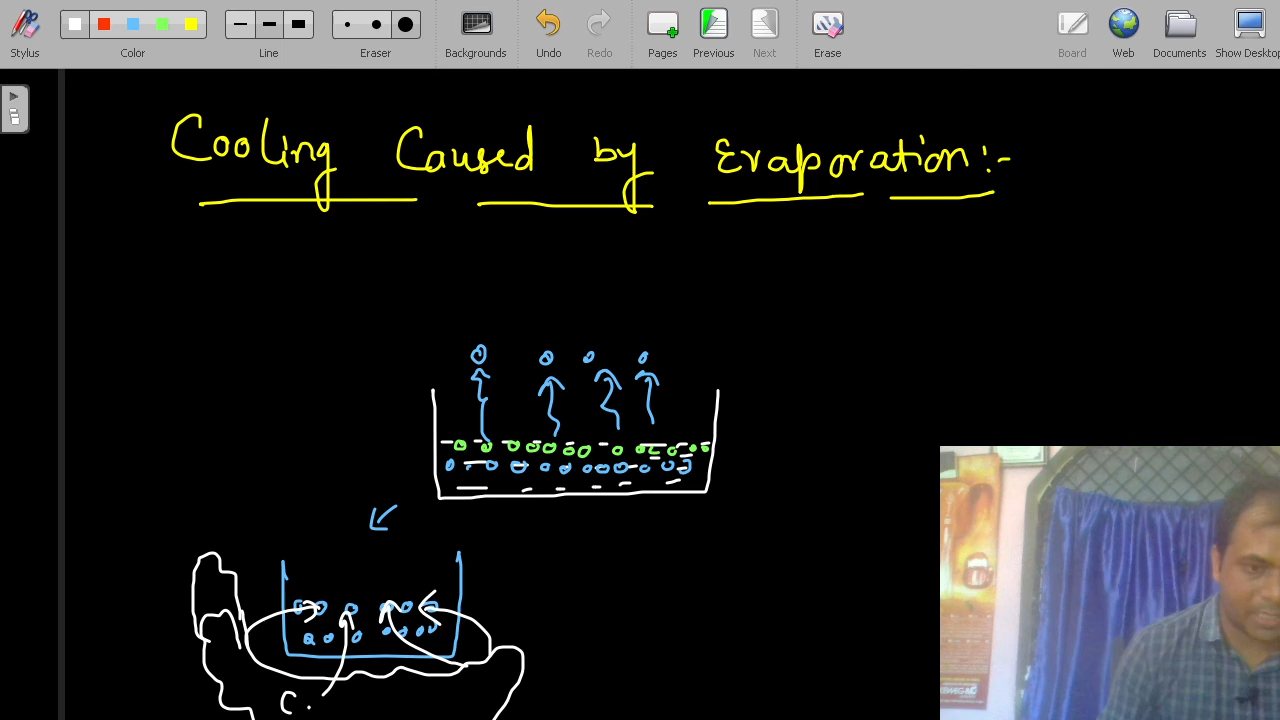 Stylus
Color
Line
Eraser
Backgrounds
Undo
Redo
Pages
Previous
Next
Erase
Board
Web
Documents
Show Desktop
Cooling Caused by Evaporation:-
C.